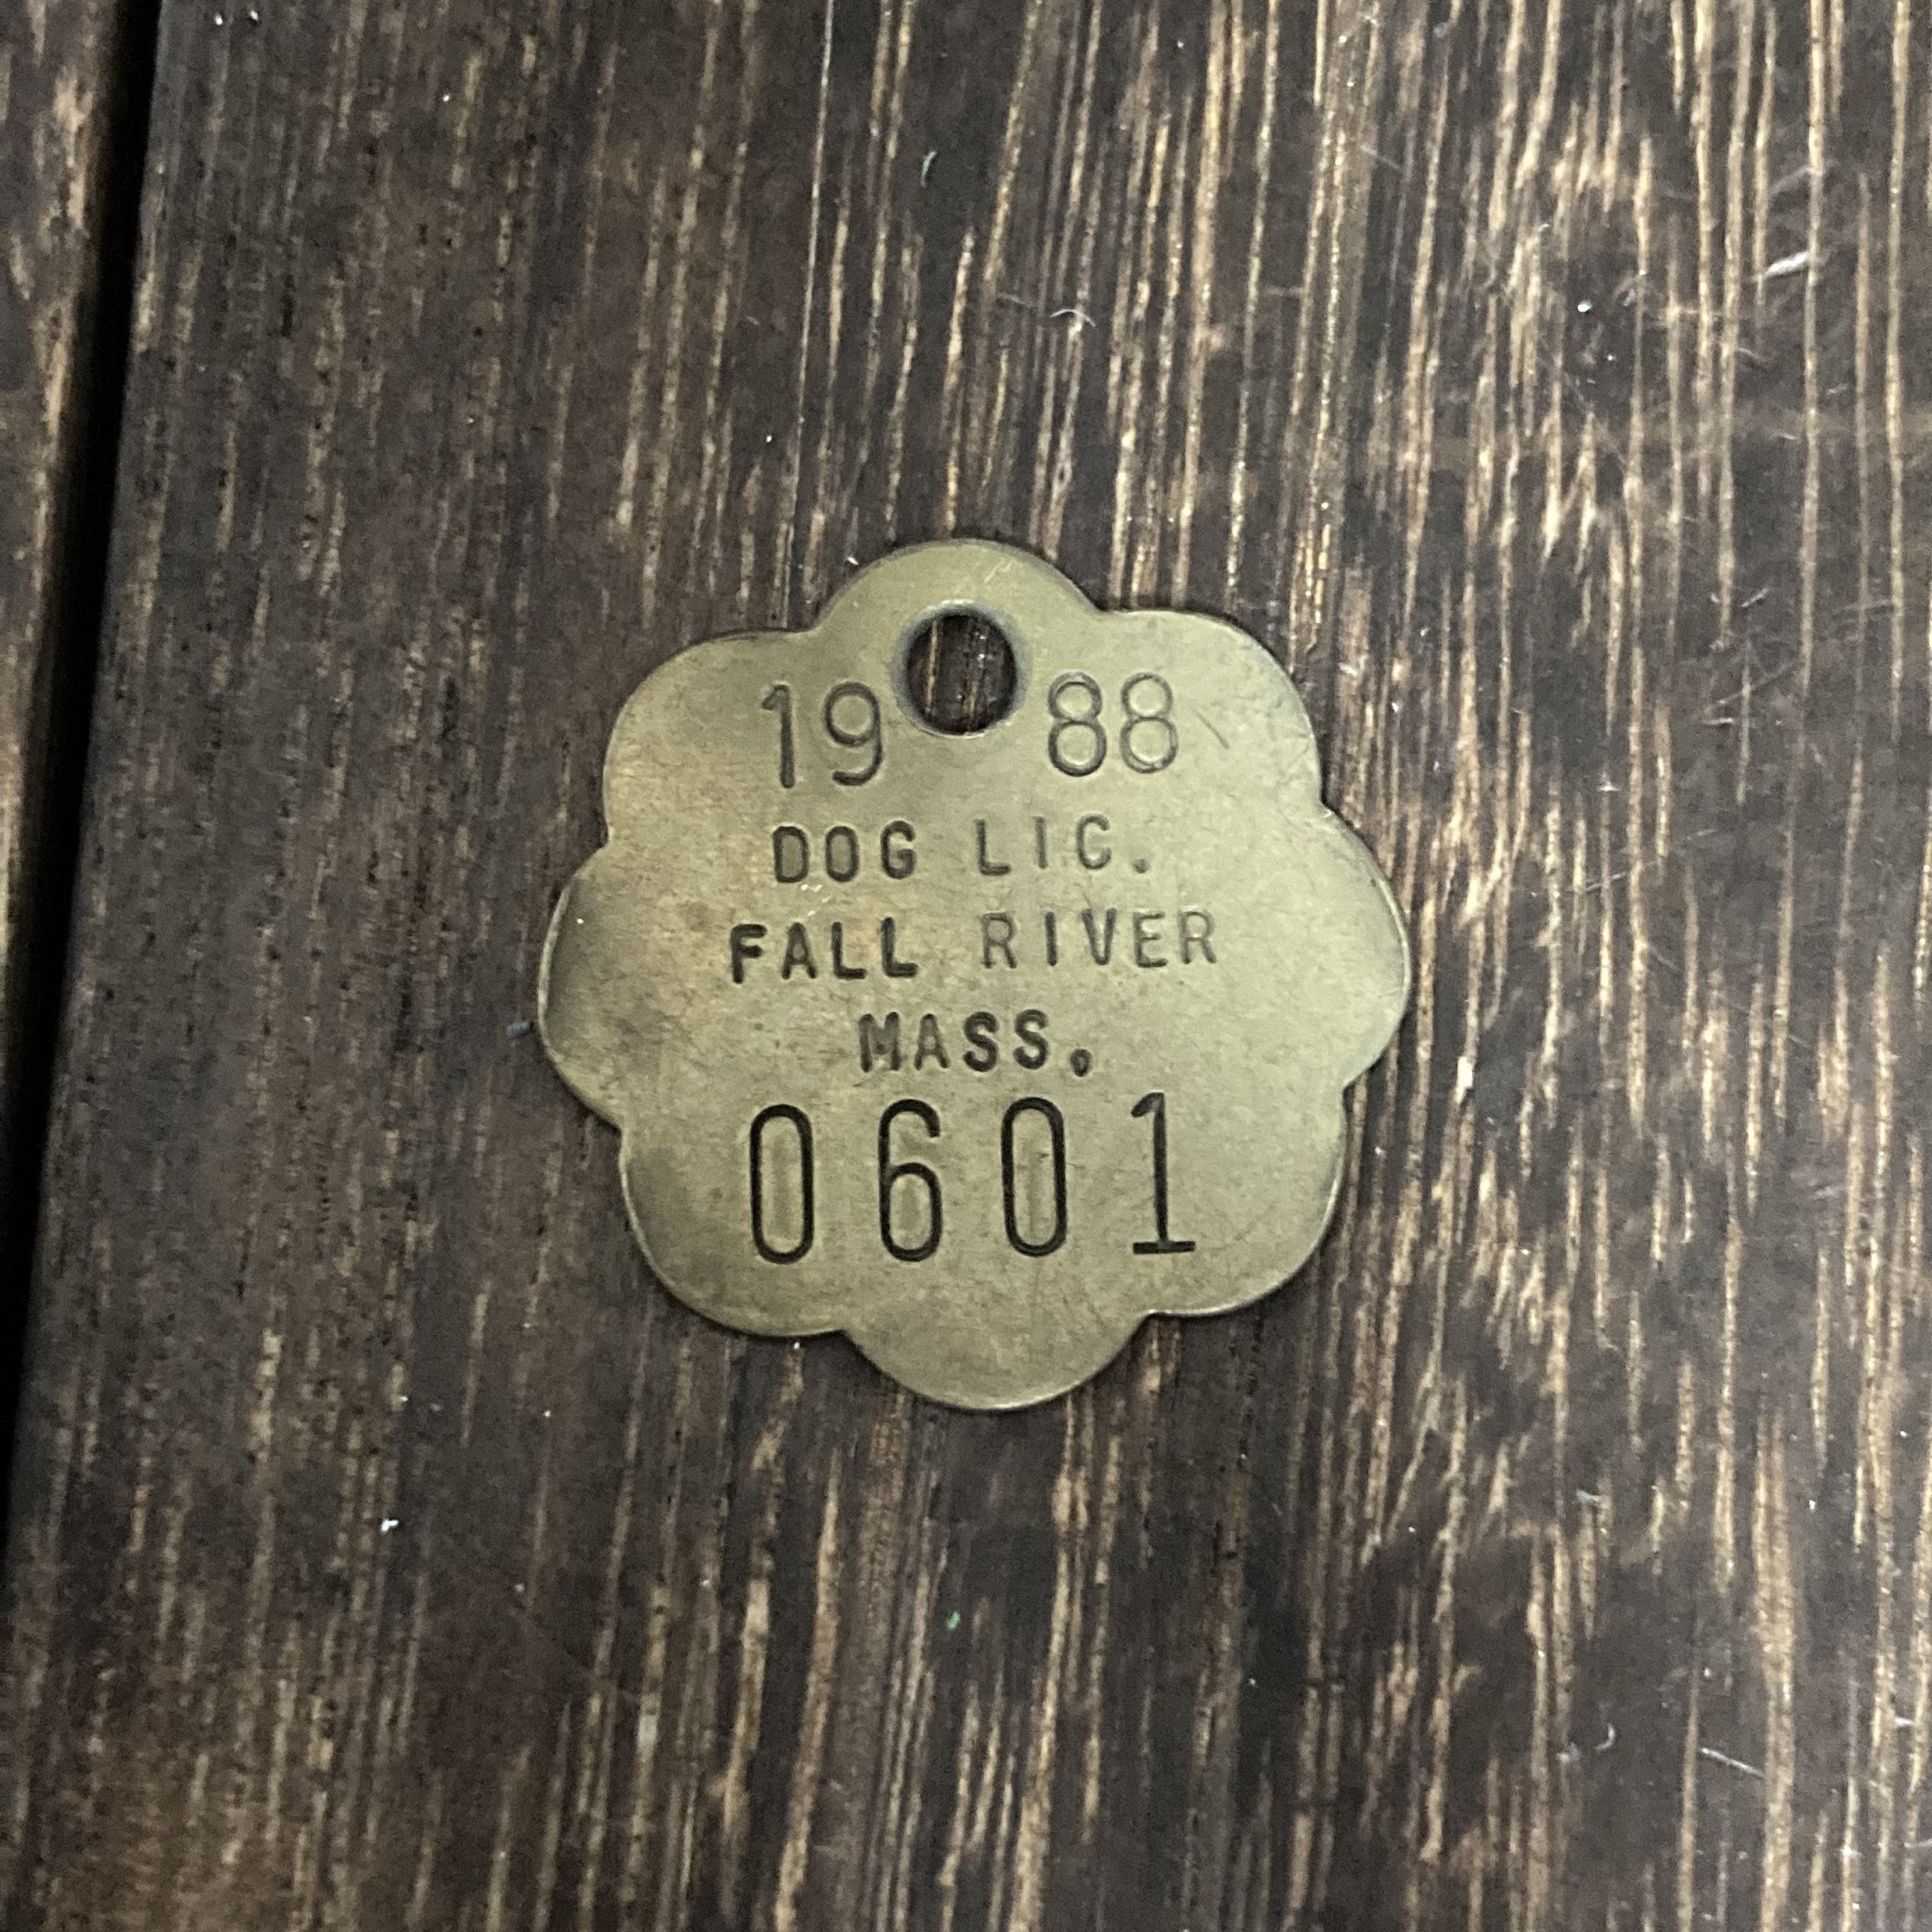 19 88
DOG LIC.
FALL RIVER
MASS.
0601